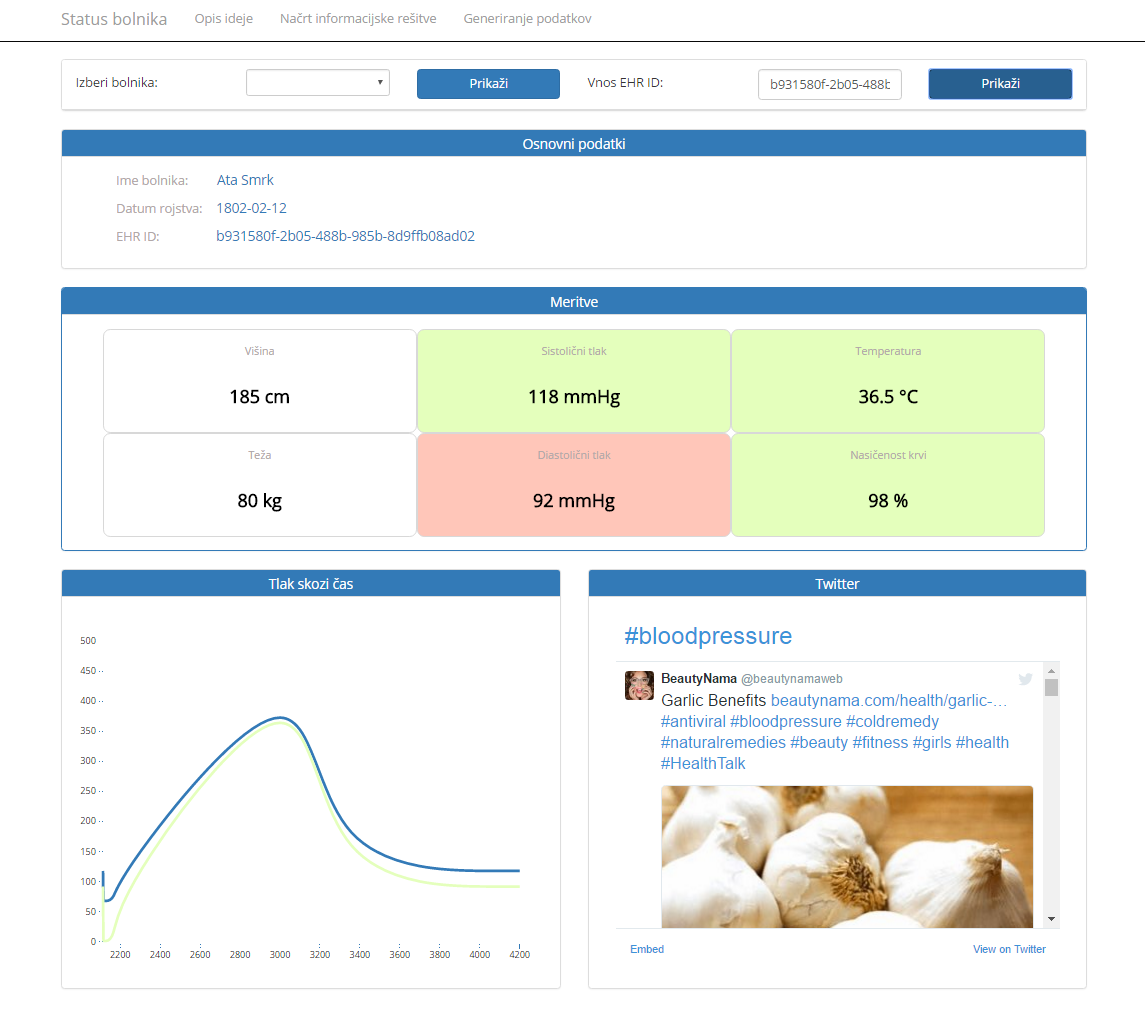 Status bolnika Opis ideje Načrt informacijske rešitve Generiranje podatkov
Izberi bolnika: Prikaži Vnos EHR ID: b931580f-2b05-488b Prikaži
Osnovni podatki
Ime bolnika: Ata Smrk
Datum rojstva: 1802-02-12
EHR ID: b931580f-2b05-488b-985b-8d9ffb08ad02
Meritve
Višina Sistolični tlak Temperatura
185 cm 118 mmHg 36.5 °C
Teža Diastolični tlak Nasičenost krvi
80 kg 92 mmHg 98 %
Tlak skozi čas
500
450
400
350
300
250
200
150
100
50
0
2200 2400 2600 2800 3000 3200 3400 3600 3800 4000 4200
Twitter
#bloodpressure
BeautyNama @beautynamaweb
Garlic Benefits beautynama.com/health/garlic-…
#antiviral #bloodpressure #coldremedy
#naturalremedies #beauty #fitness #girls #health
#HealthTalk
Embed View on Twitter